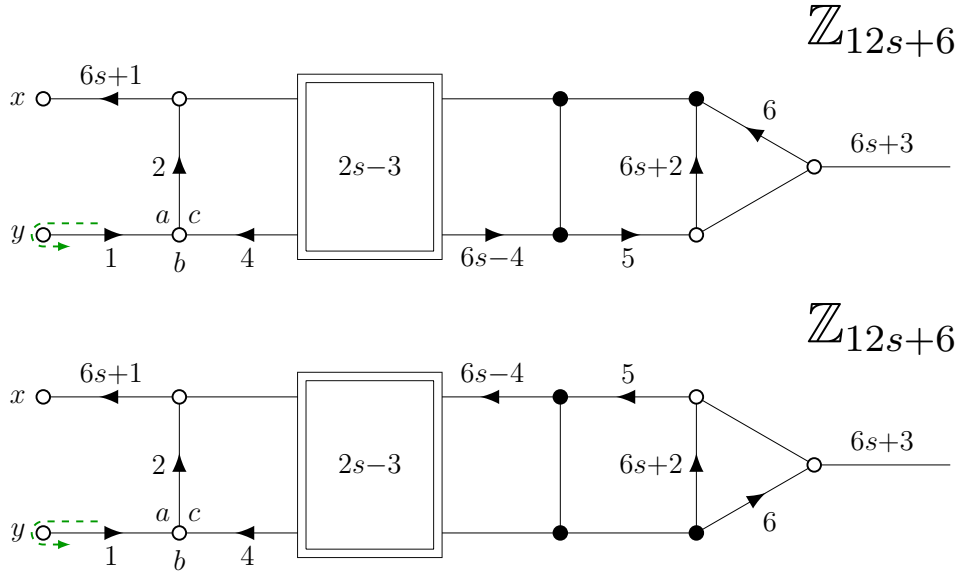 ℤ₁₂ₛ₊₆
6s+1
x
6
6s+3
2
2s−3
6s+2
a c
y
1 b 4 6s−4 5
ℤ₁₂ₛ₊₆
6s+1 6s−4 5
x
6s+3
2
2s−3
6s+2
a c
y
6
1 b 4